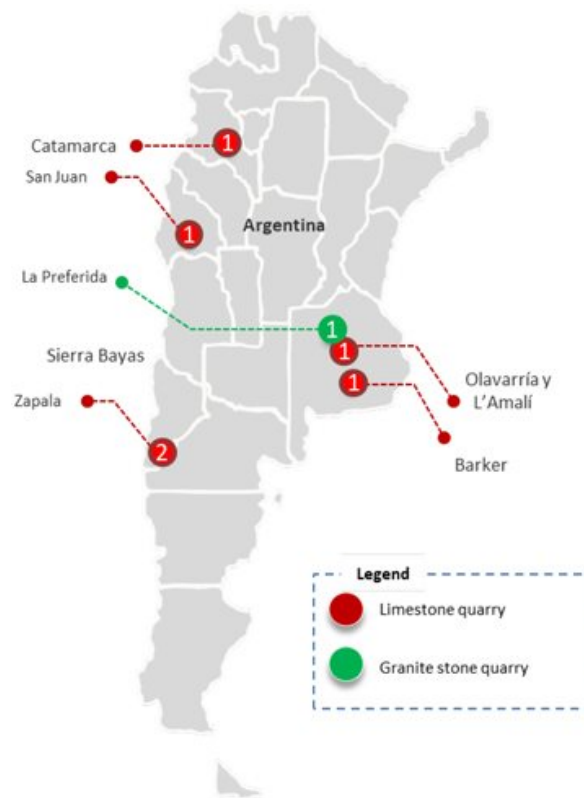 Catamarca
1
San Juan
1
Argentina
La Preferida
1
Sierra Bayas
1
Zapala
1
Olavarría y
L'Amalí
2
Barker
Legend
Limestone quarry
Granite stone quarry